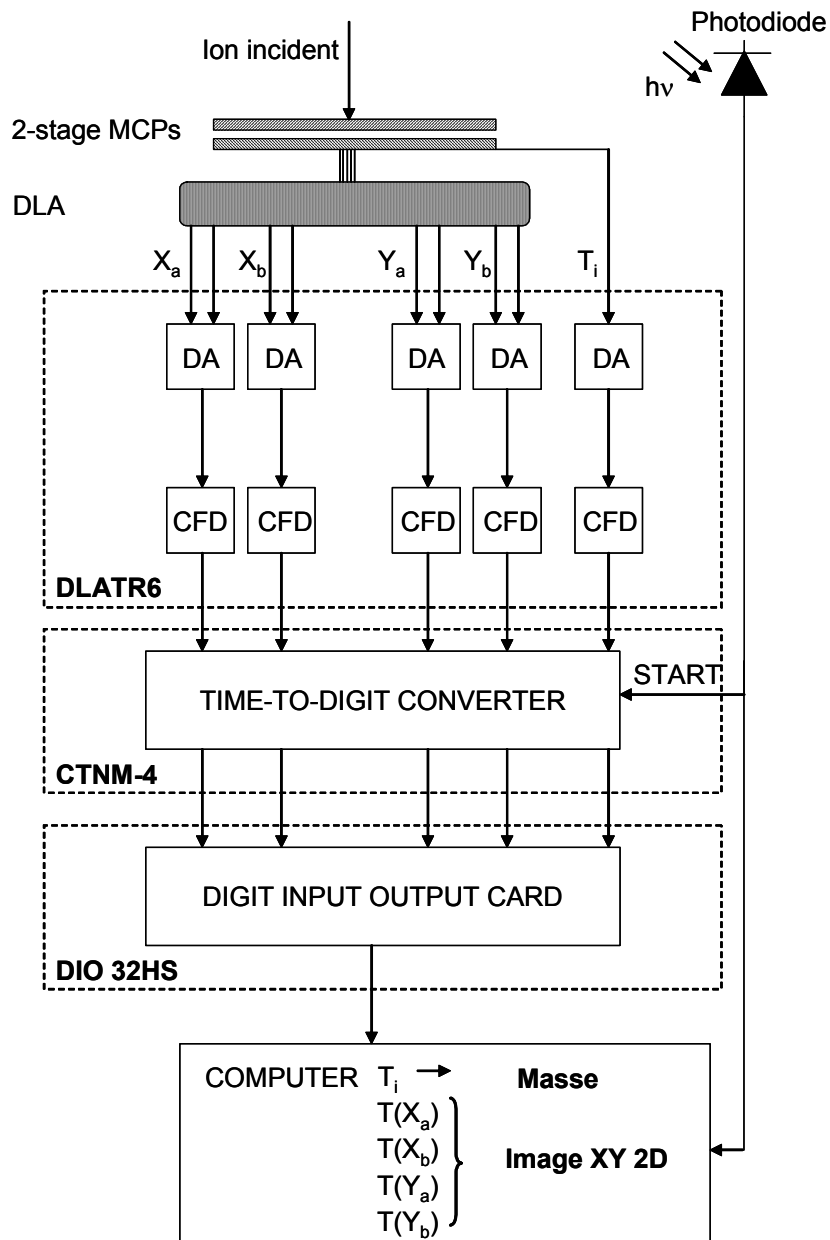 Photodiode
Ion incident
hν
2-stage MCPs
DLA
Xa Xb Ya Yb Ti
DA DA DA DA DA
CFD CFD CFD CFD CFD
DLATR6
START
TIME-TO-DIGIT CONVERTER
CTNM-4
DIGIT INPUT OUTPUT CARD
DIO 32HS
COMPUTER Ti → Masse
T(Xa)
T(Xb)
Image XY 2D
T(Ya)
T(Yb)